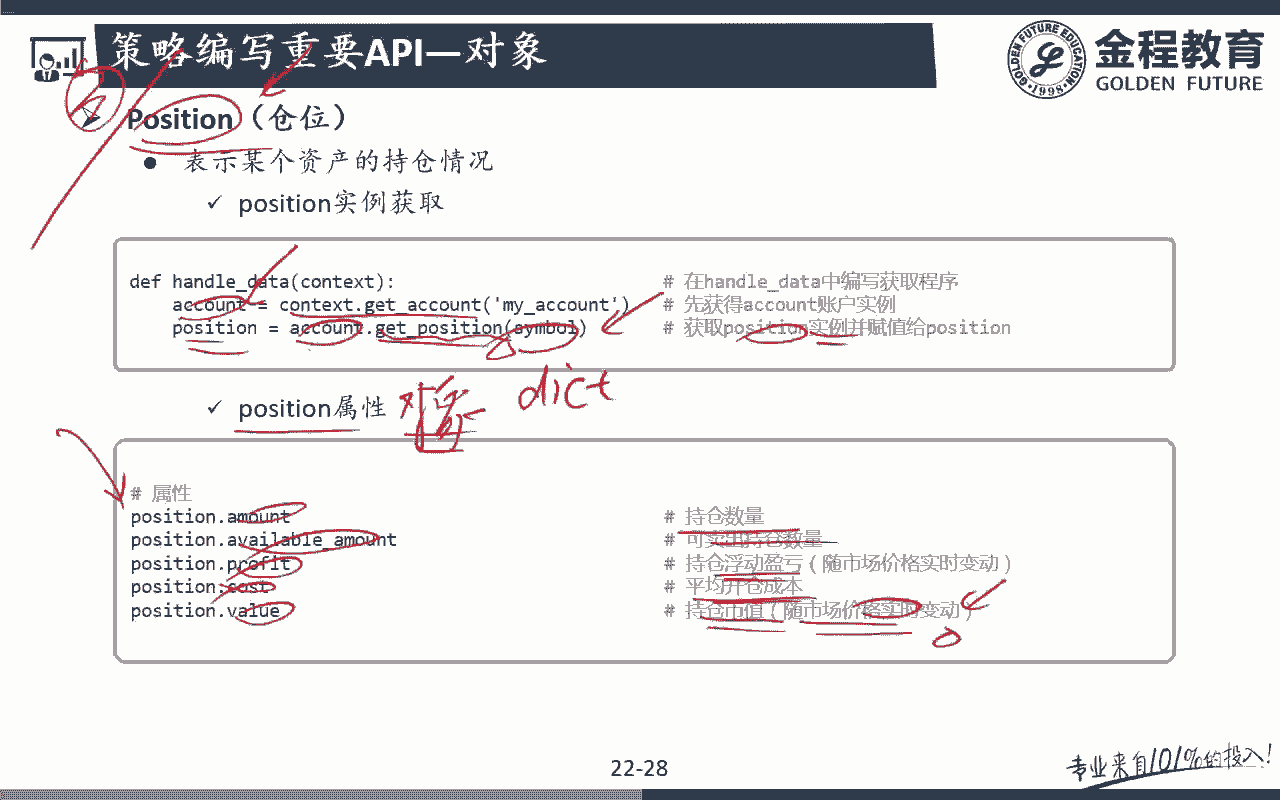 策略编写重要API—对象
GOLDEN FUTURE EDUCATION
·1998·
金程教育
GOLDEN FUTURE
Position（仓位）
● 表示某个资产的持仓情况
✓ position实例获取
def handle_data(context): # 在handle_data中编写获取程序
account = context.get_account('my_account') # 先获得account账户实例
position = account.get_position(symbol) # 获取position实例并赋值给position
✓ position属性 对象 dict
# 属性
position.amount # 持仓数量
position.available_amount # 可卖出持仓数量
position.profit # 持仓浮动盈亏（随市场价格实时变动）
position.cost # 平均开仓成本
position.value # 持仓市值（随市场价格实时变动）
22-28
专业来自101%的投入!